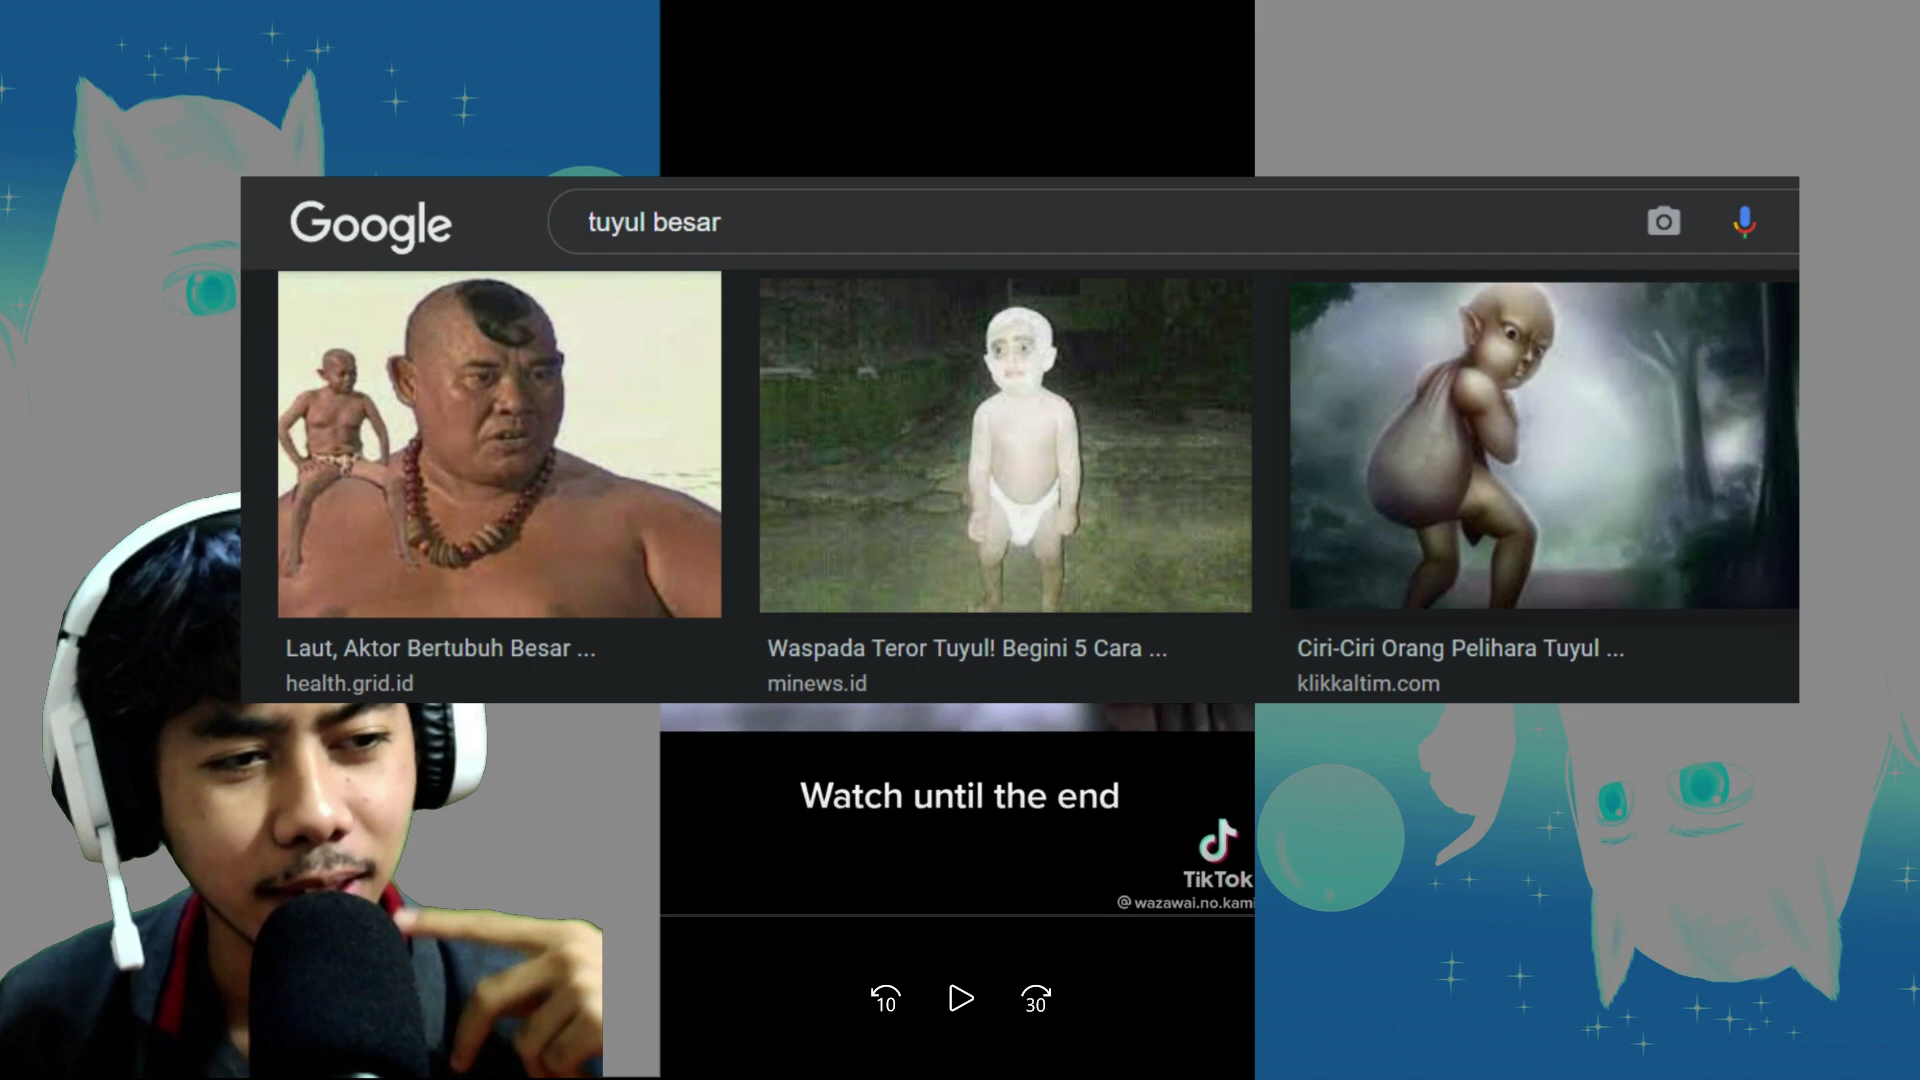 Google
tuyul besar
Laut, Aktor Bertubuh Besar ...
health.grid.id
Waspada Teror Tuyul! Begini 5 Cara ...
minews.id
Ciri-Ciri Orang Pelihara Tuyul ...
klikkaltim.com
Watch until the end
TikTok
@wazawai.no.kami
10
30